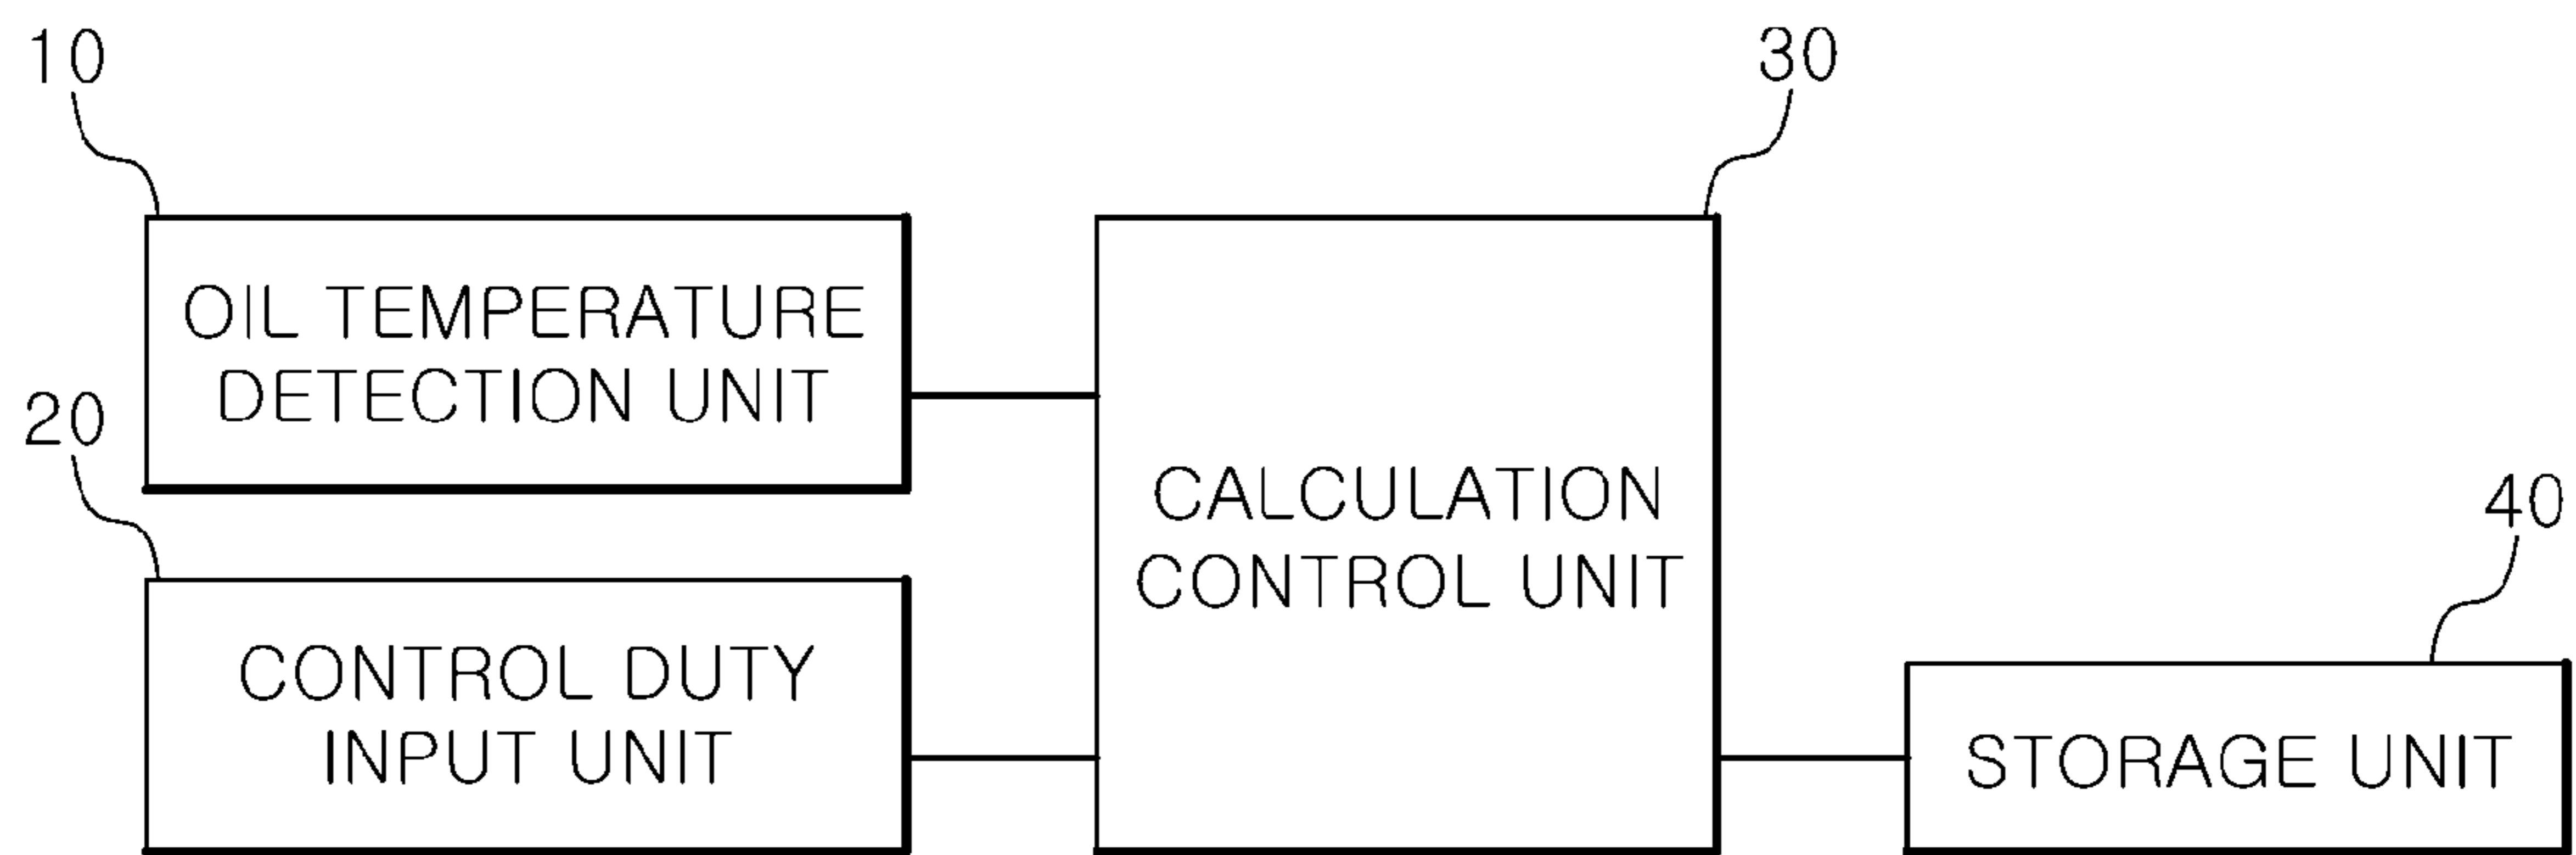 10
30
OIL TEMPERATURE
DETECTION UNIT
20
CALCULATION
CONTROL UNIT
40
CONTROL DUTY
INPUT UNIT
STORAGE UNIT